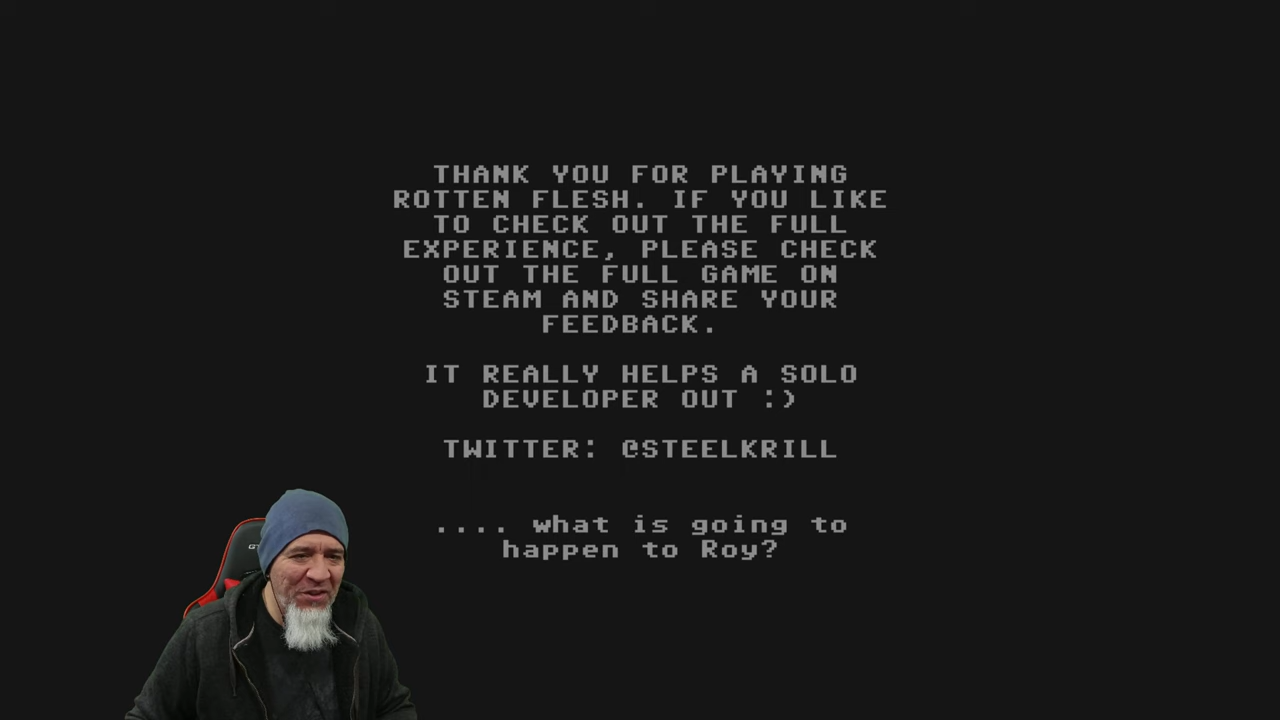 THANK YOU FOR PLAYING
ROTTEN FLESH. IF YOU LIKE
TO CHECK OUT THE FULL
EXPERIENCE, PLEASE CHECK
OUT THE FULL GAME ON
STEAM AND SHARE YOUR
FEEDBACK.
IT REALLY HELPS A SOLO
DEVELOPER OUT :)
TWITTER: @STEELKRILL
.... what is going to
happen to Roy?